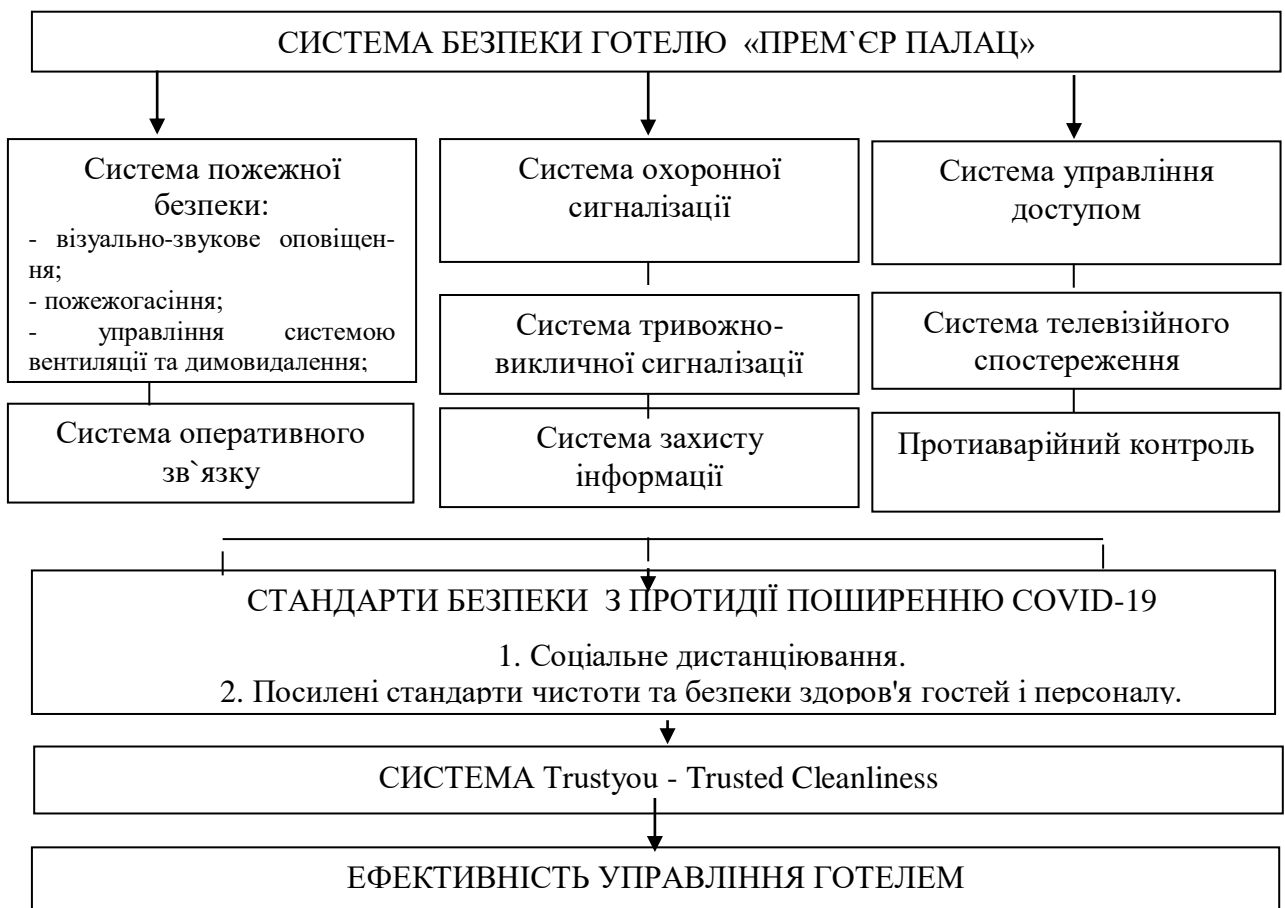 СИСТЕМА БЕЗПЕКИ ГОТЕЛЮ «ПРЕМ`ЄР ПАЛАЦ»
Система пожежної
безпеки:
- візуально-звукове оповіщен-
ня;
- пожежогасіння;
- управління системою
вентиляції та димовидалення;
Система охоронної
сигналізації
Система управління
доступом
Система тривожно-
викличної сигналізації
Система телевізійного
спостереження
Система оперативного
зв`язку
Система захисту
інформації
Протиаварійний контроль
СТАНДАРТИ БЕЗПЕКИ З ПРОТИДІЇ ПОШИРЕННЮ COVID-19
1. Соціальне дистанціювання.
2. Посилені стандарти чистоти та безпеки здоров'я гостей і персоналу.
СИСТЕМА Trustyou - Trusted Cleanliness
ЕФЕКТИВНІСТЬ УПРАВЛІННЯ ГОТЕЛЕМ